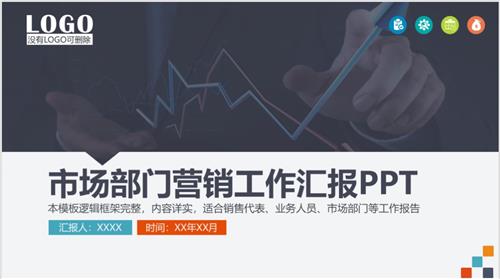 LOGO
没有LOGO可删除
市场部门营销工作汇报PPT
本模板逻辑框架完整，内容详实，适合销售代表、业务人员、市场部门等工作报告
汇报人：XXXX 时间：XX年XX月